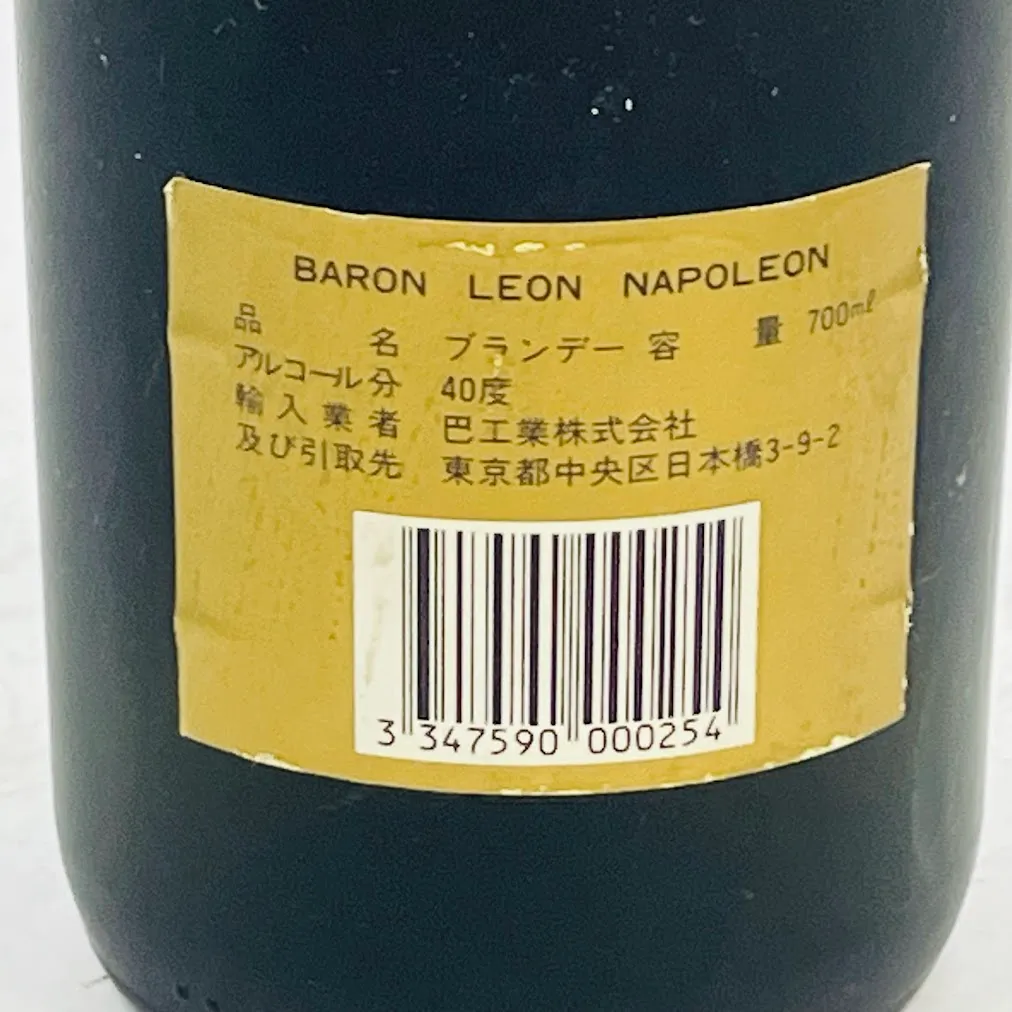 BARON LEON NAPOLEON
品名 ブランデー 容量 700ml
アルコール分 40度
輸入業者 巴工業株式会社
及び引取先 東京都中央区日本橋3-9-2
3 347590 000254